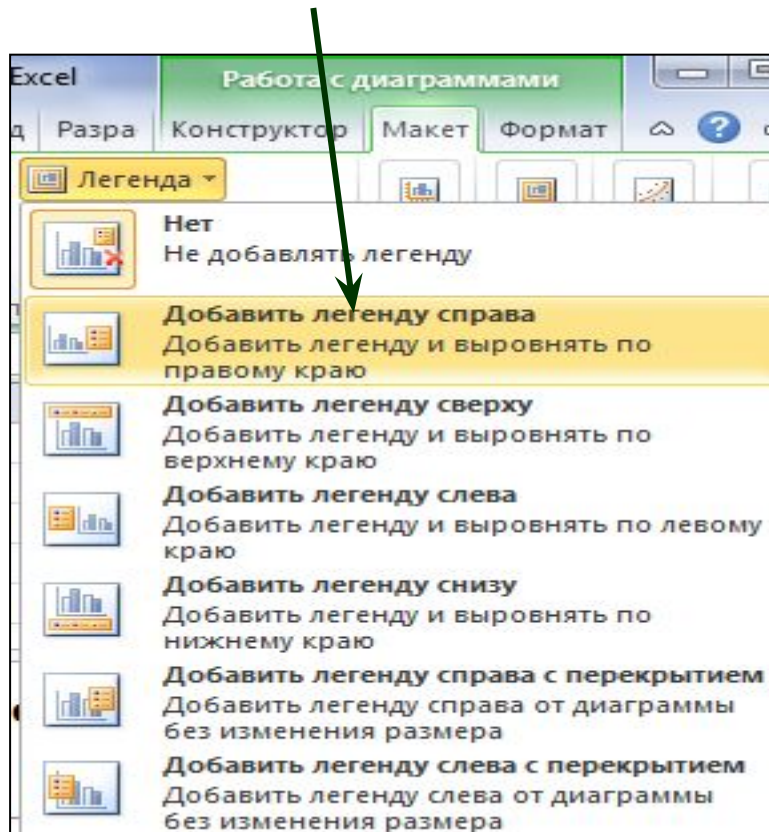 Excel Работа с диаграммами
д Разра Конструктор Макет Формат
Легенда
Нет
Не добавлять легенду
Добавить легенду справа
Добавить легенду и выровнять по
правому краю
Добавить легенду сверху
Добавить легенду и выровнять по
верхнему краю
Добавить легенду слева
Добавить легенду и выровнять по левому
краю
Добавить легенду снизу
Добавить легенду и выровнять по
нижнему краю
Добавить легенду справа с перекрытием
Добавить легенду справа от диаграммы
без изменения размера
Добавить легенду слева с перекрытием
Добавить легенду слева от диаграммы
без изменения размера